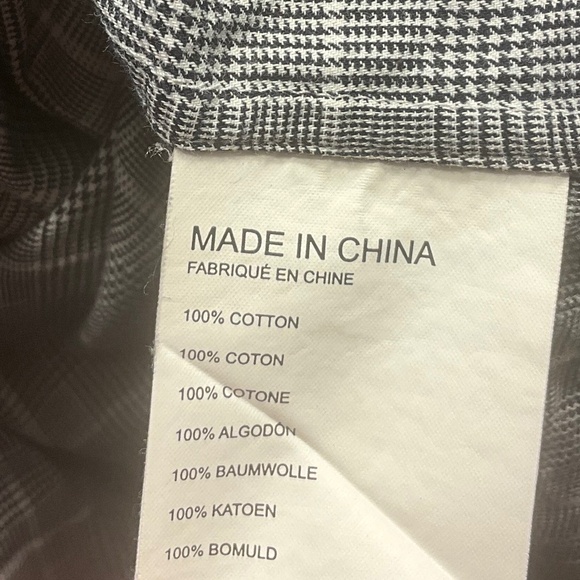 MADE IN CHINA
FABRIQUÉ EN CHINE
100% COTTON
100% COTON
100% COTONE
100% ALGODÓN
100% BAUMWOLLE
100% KATOEN
100% BOMULD